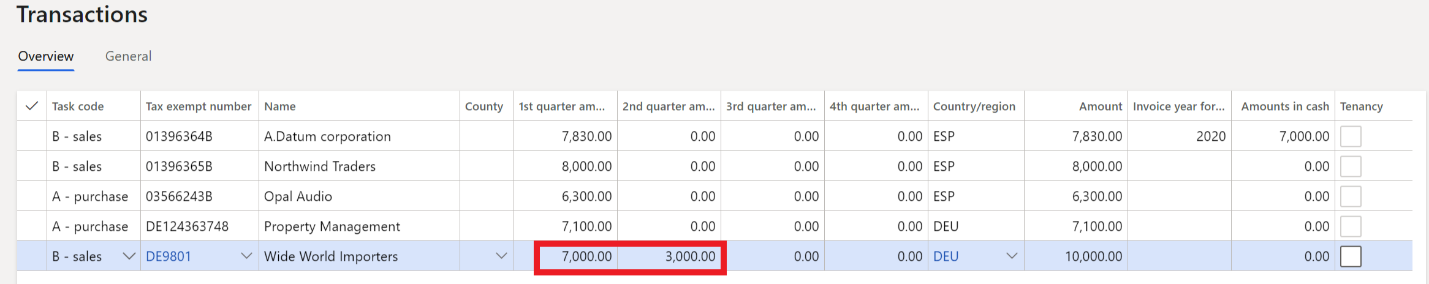 Transactions
Overview General
Task code Tax exempt number Name County 1st quarter am... 2nd quarter am... 3rd quarter am... 4th quarter am... Country/region Amount Invoice year for... Amounts in cash Tenancy
B - sales 01396364B A.Datum corporation 7,830.00 0.00 0.00 0.00 ESP 7,830.00 2020 7,000.00
B - sales 01396365B Northwind Traders 8,000.00 0.00 0.00 0.00 ESP 8,000.00 0.00
A - purchase 03566243B Opal Audio 6,300.00 0.00 0.00 0.00 ESP 6,300.00 0.00
A - purchase DE124363748 Property Management 7,100.00 0.00 0.00 0.00 DEU 7,100.00 0.00
B - sales DE9801 Wide World Importers 7,000.00 3,000.00 0.00 0.00 DEU 10,000.00 0.00